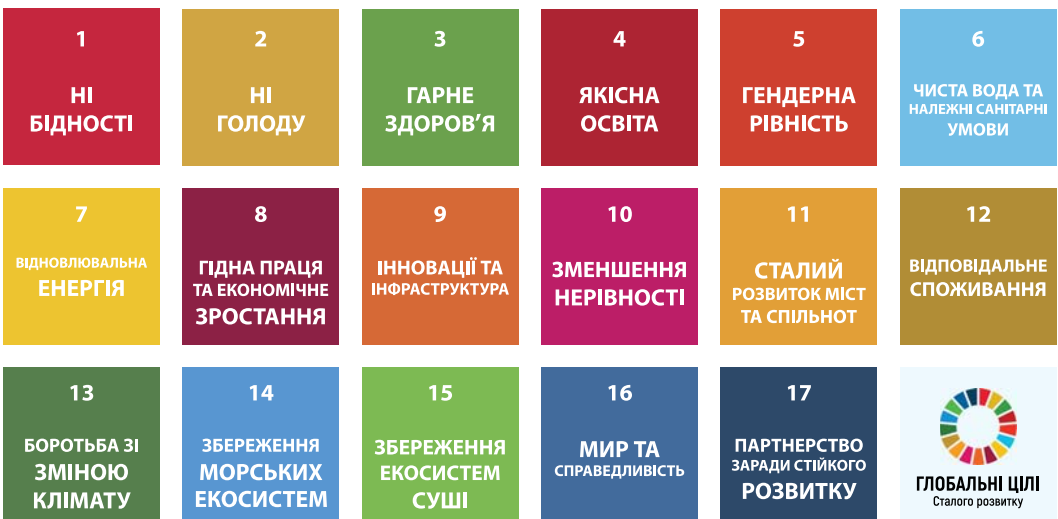 1
НІ
БІДНОСТІ
2
НІ
ГОЛОДУ
3
ГАРНЕ
ЗДОРОВ’Я
4
ЯКІСНА
ОСВІТА
5
ГЕНДЕРНА
РІВНІСТЬ
6
ЧИСТА ВОДА ТА
НАЛЕЖНІ САНІТАРНІ
УМОВИ
7
ВІДНОВЛЮВАЛЬНА
ЕНЕРГІЯ
8
ГІДНА ПРАЦЯ
ТА ЕКОНОМІЧНЕ
ЗРОСТАННЯ
9
ІННОВАЦІЇ ТА
ІНФРАСТРУКТУРА
10
ЗМЕНШЕННЯ
НЕРІВНОСТІ
11
СТАЛИЙ
РОЗВИТОК МІСТ
ТА СПІЛЬНОТ
12
ВІДПОВІДАЛЬНЕ
СПОЖИВАННЯ
13
БОРОТЬБА ЗІ
ЗМІНОЮ
КЛІМАТУ
14
ЗБЕРЕЖЕННЯ
МОРСЬКИХ
ЕКОСИСТЕМ
15
ЗБЕРЕЖЕННЯ
ЕКОСИСТЕМ
СУШІ
16
МИР ТА
СПРАВЕДЛИВІСТЬ
17
ПАРТНЕРСТВО
ЗАРАДИ СТІЙКОГО
РОЗВИТКУ
ГЛОБАЛЬНІ ЦІЛІ
Сталого розвитку